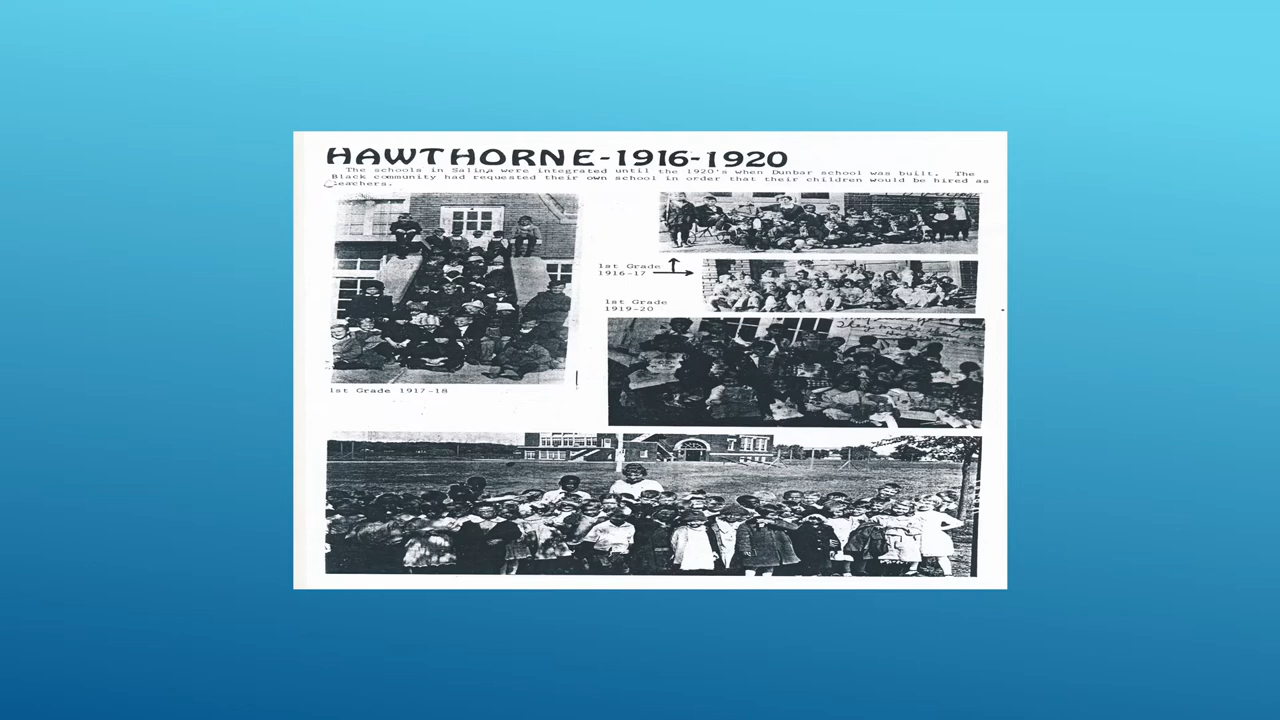 HAWTHORNE-1916-1920
The schools in Salina were integrated until the 1920's when Dunbar school was built. The
Black community had requested their own school in order that their children would be hired as
teachers.
1st Grade
1916-17
1st Grade
1919-20
1st Grade 1917-18